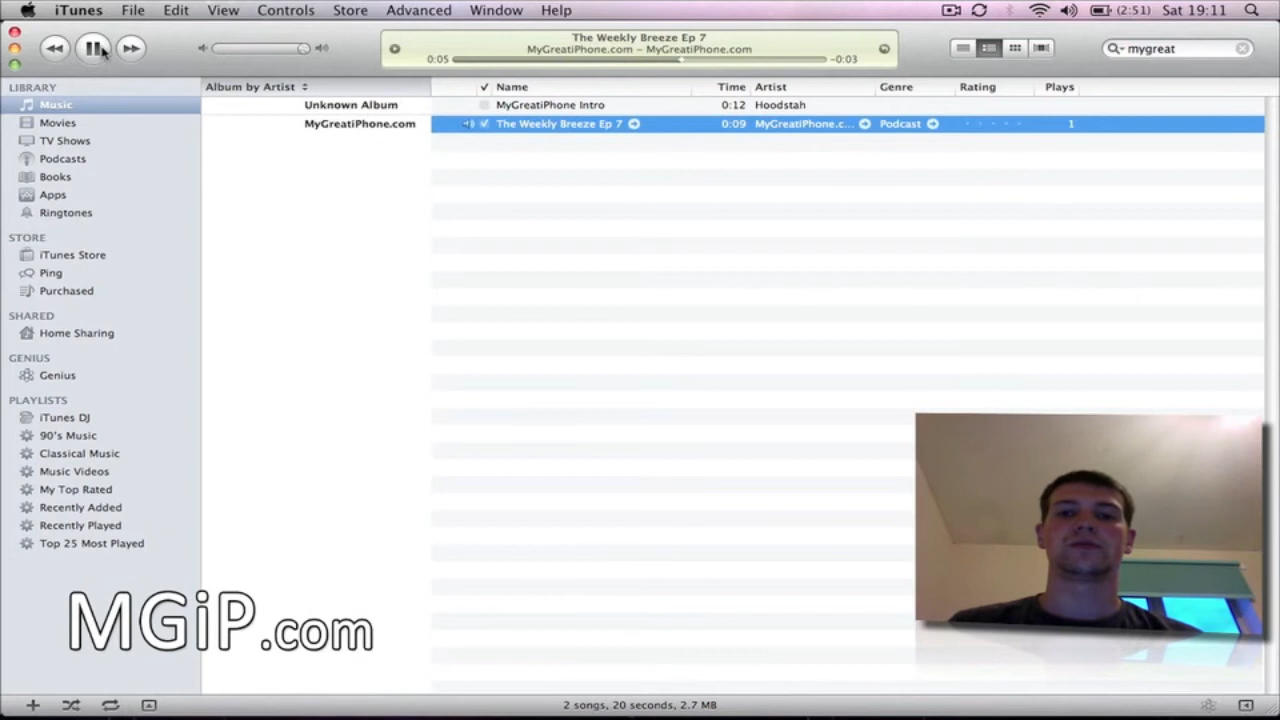 iTunes File Edit View Controls Store Advanced Window Help (2:51) Sat 19:11
The Weekly Breeze Ep 7
MyGreatiPhone.com – MyGreatiPhone.com
0:05 -0:03
mygreat
LIBRARY
Music
Movies
TV Shows
Podcasts
Books
Apps
Ringtones
STORE
iTunes Store
Ping
Purchased
SHARED
Home Sharing
GENIUS
Genius
PLAYLISTS
iTunes DJ
90's Music
Classical Music
Music Videos
My Top Rated
Recently Added
Recently Played
Top 25 Most Played
Album by Artist Name Time Artist Genre Rating Plays
Unknown Album MyGreatiPhone Intro 0:12 Hoodstah
MyGreatiPhone.com The Weekly Breeze Ep 7 0:09 MyGreatiPhone.c... Podcast 1
MGiP.com
2 songs, 20 seconds, 2.7 MB